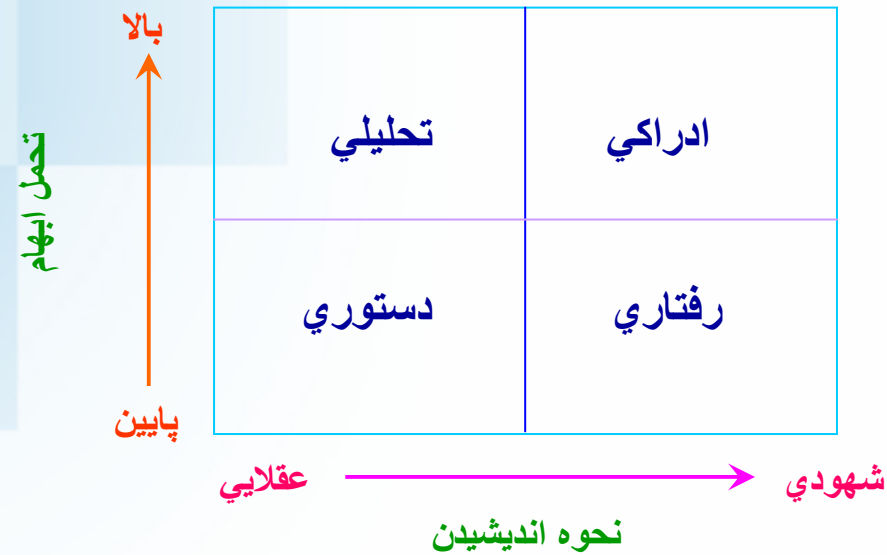 بالا
تحمل ابهام
ادراكي
تحليلي
رفتاري
دستوري
پايين
شهودي
عقلايي
نحوه انديشيدن